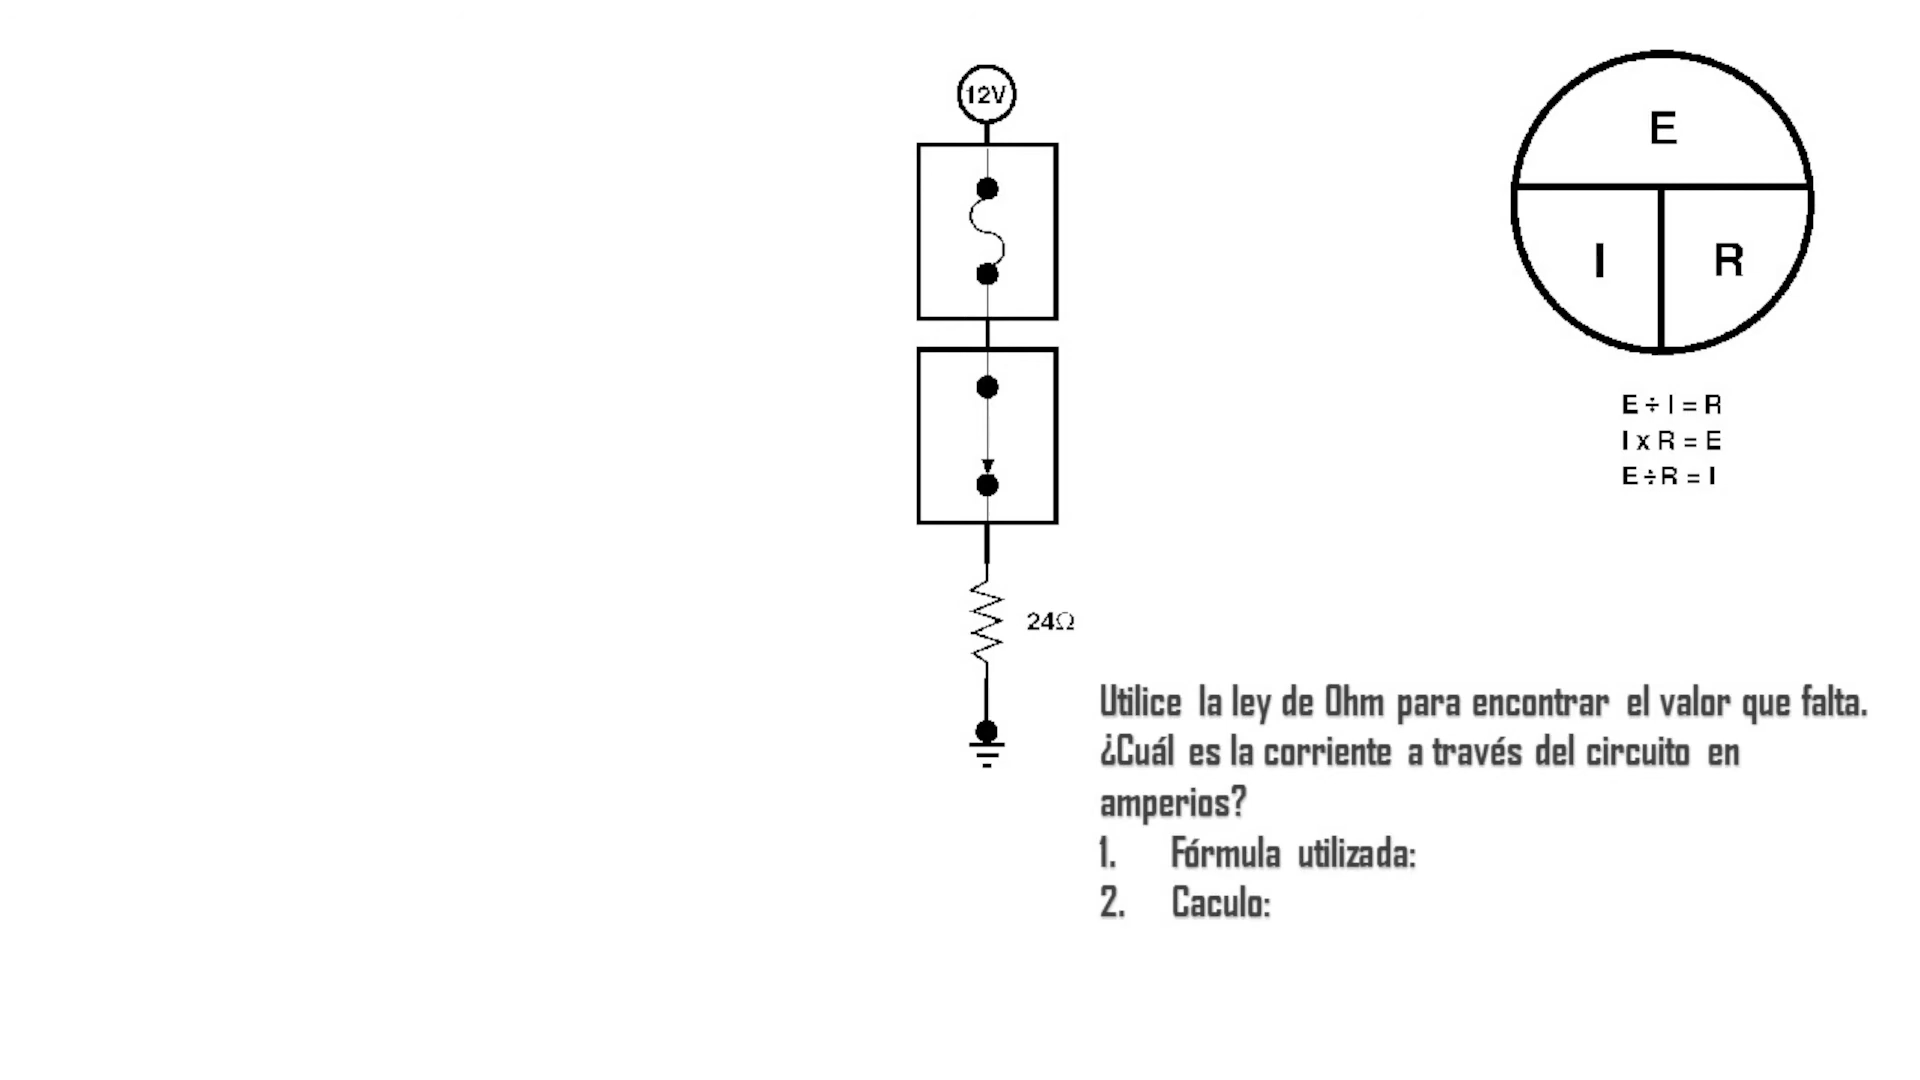 12V
E
I
R
E ÷ I = R
I x R = E
E ÷ R = I
24Ω
Utilice la ley de Ohm para encontrar el valor que falta.
¿Cuál es la corriente a través del circuito en
amperios?
1. Fórmula utilizada:
2. Caculo: